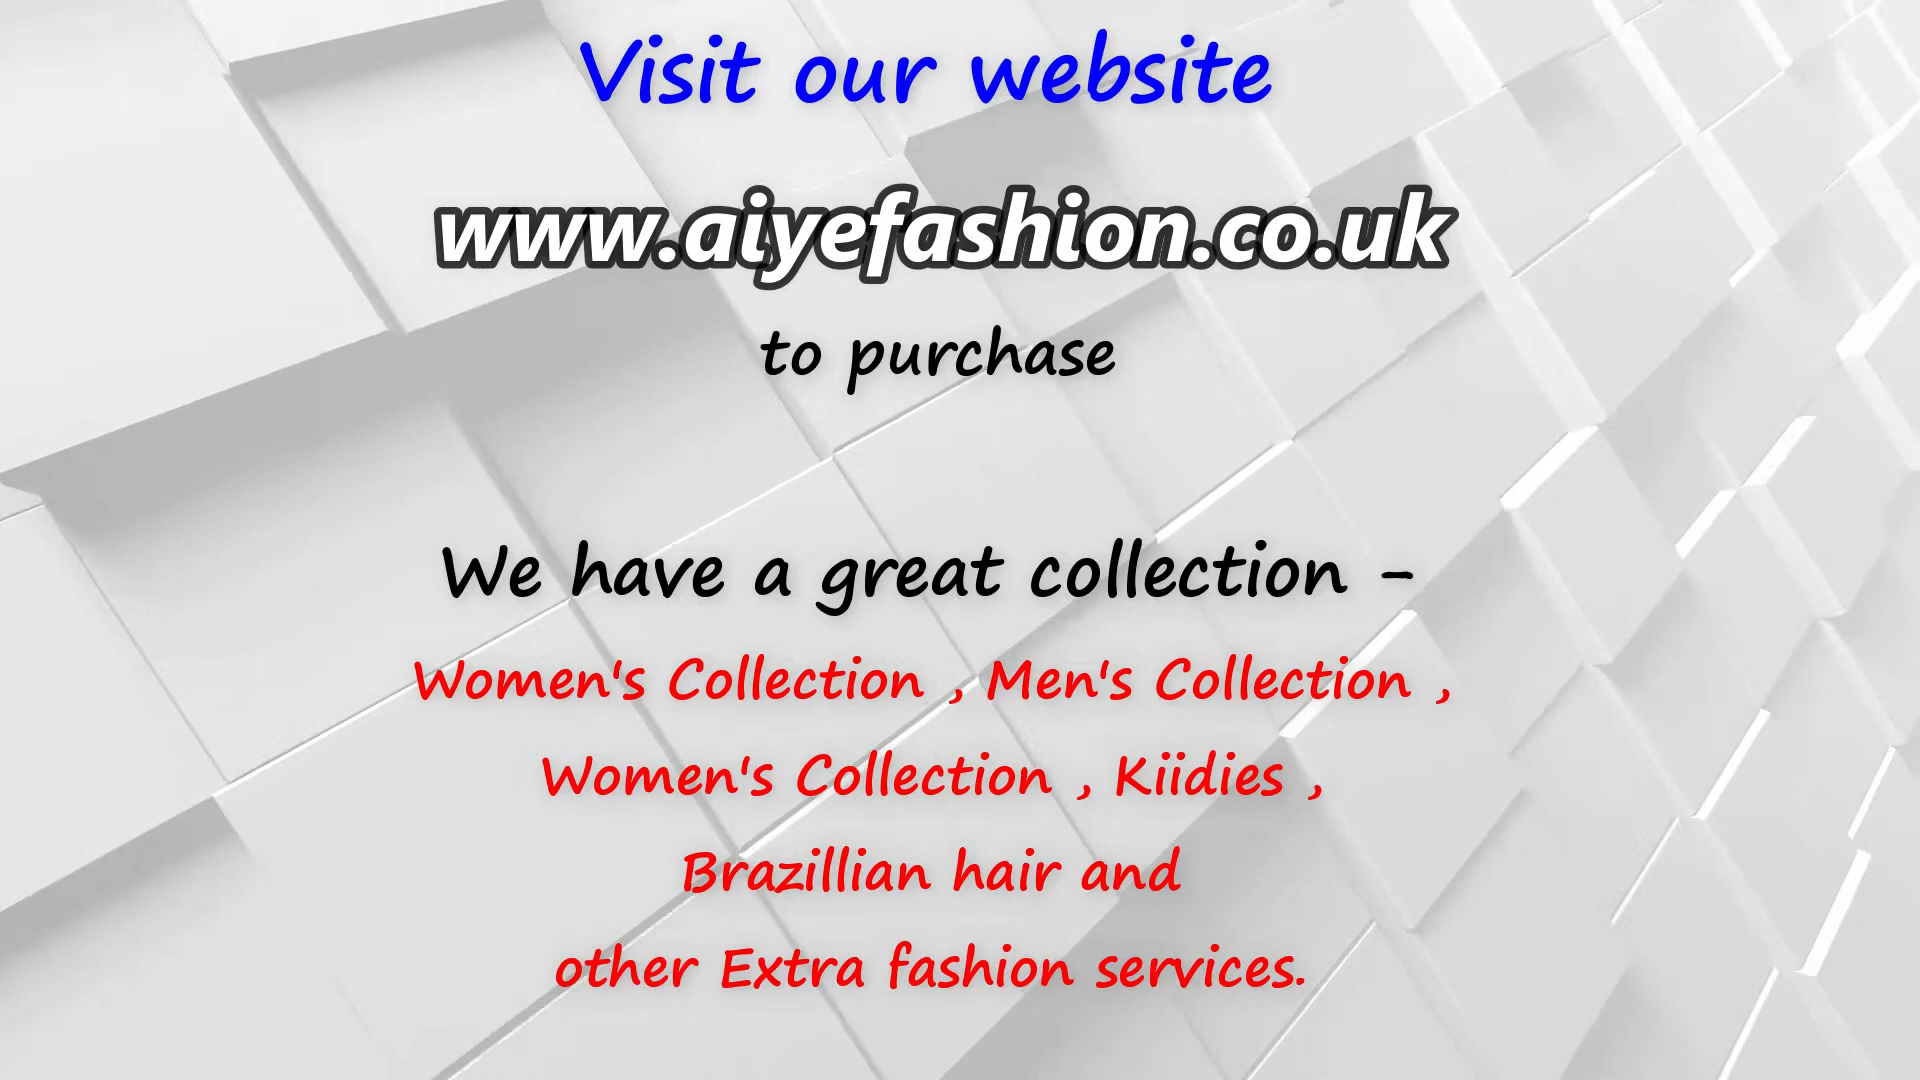 Visit our website
www.aiyefashion.co.uk
to purchase
We have a great collection -
Women's Collection , Men's Collection ,
Women's Collection , Kiidies ,
Brazillian hair and
other Extra fashion services.